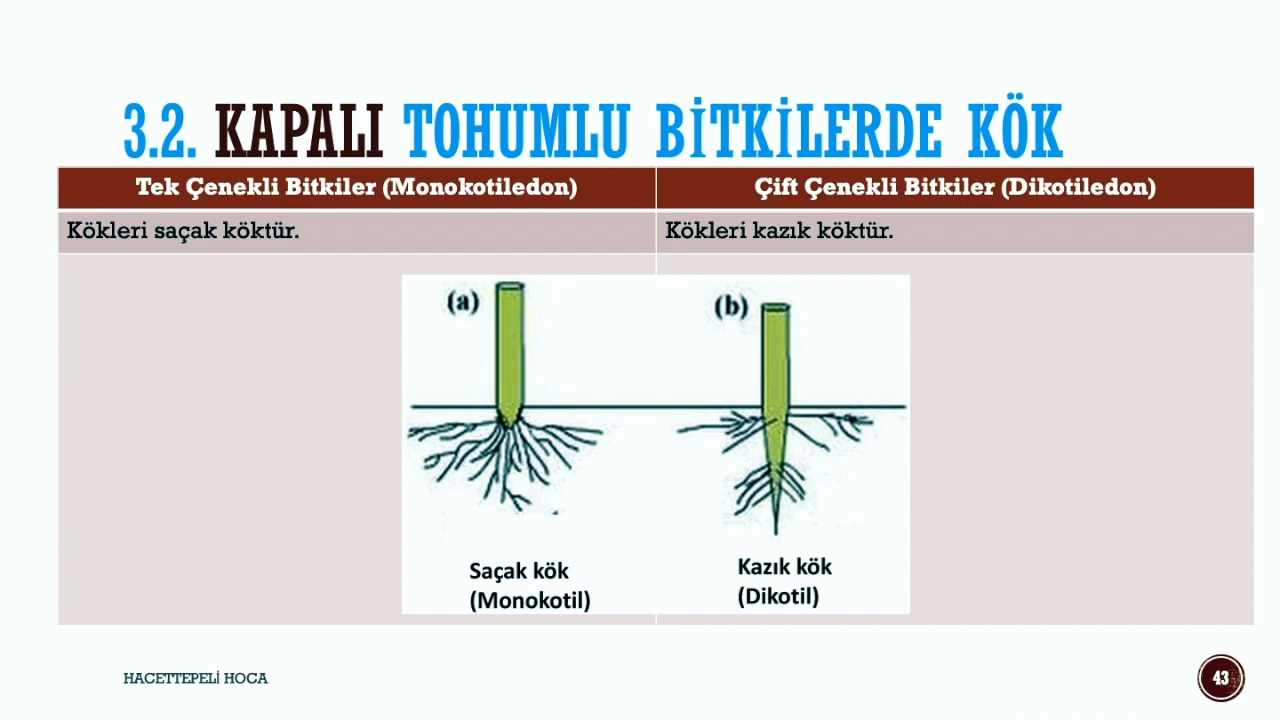 3.2. KAPALI TOHUMLU BİTKİLERDE KÖK
Tek Çenekli Bitkiler (Monokotiledon)
Çift Çenekli Bitkiler (Dikotiledon)
Kökleri saçak köktür.
Kökleri kazık köktür.
(a)
(b)
Saçak kök
(Monokotil)
Kazık kök
(Dikotil)
HACETTEPELİ HOCA
43